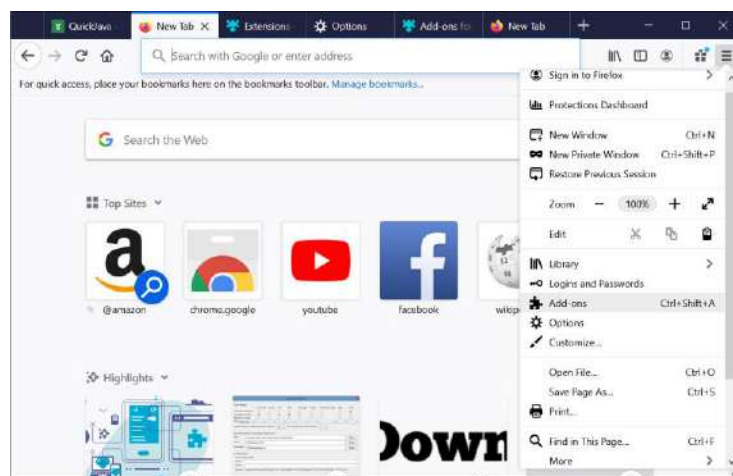 QuickJava
New Tab
Extensions
Options
Add-ons for
New Tab
Search with Google or enter address
For quick access, place your bookmarks here on the bookmarks toolbar. Manage bookmarks...
Sign in to Firefox
Protections Dashboard
New Window Ctrl+N
New Private Window Ctrl+Shift+P
Restore Previous Session
Zoom 100%
Edit
Library
Logins and Passwords
Add-ons Ctrl+Shift+A
Options
Customize...
Open File... Ctrl+O
Save Page As... Ctrl+S
Print...
Find in This Page... Ctrl+F
More
Search the Web
Top Sites
a
f
@amazon
chrome.google
youtube
facebook
wikip
Highlights
Down